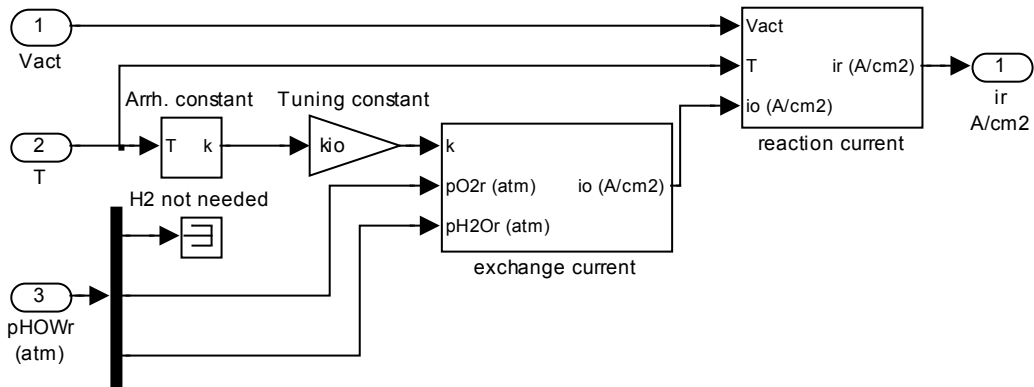 1
Vact
Vact
T
ir (A/cm2)
io (A/cm2)
reaction current
1
ir
A/cm2
Arrh. constant
Tuning constant
2
T
T
k
kio
k
pO2r (atm)
io (A/cm2)
pH2Or (atm)
exchange current
H2 not needed
3
pHOWr
(atm)